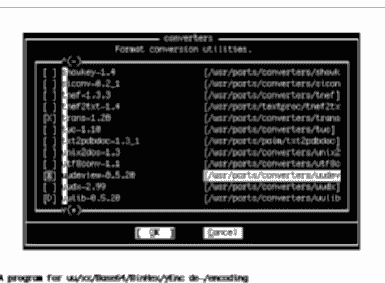 converters
Format conversion utilities.
^(-)
[ ] showkey-1.4 [/usr/ports/converters/showk
[ ] siconv-0.2_1 [/usr/ports/converters/siconv
[ ] tnef-1.3.3 [/usr/ports/converters/tnef]
[ ] tnef2txt-1.4 [/usr/ports/textproc/tnef2tx
[X] trans-1.20 [/usr/ports/converters/trans
[ ] tuc-1.10 [/usr/ports/converters/tuc]
[ ] txt2pdbdoc-1.3_1 [/usr/ports/palm/txt2pdbdoc]
[ ] unix2dos-1.3 [/usr/ports/converters/unix2
[ ] utf8conv-1.1 [/usr/ports/converters/utf8c
uudeview-0.5.20 [/usr/ports/converters/uudev
[ ] uudx-2.99 [/usr/ports/converters/uudx]
[D] uulib-0.5.20 [/usr/ports/converters/uulib
v(+)
[ OK ] Cancel
A program for uu/xx/Base64/BinHex/yEnc de-/encoding